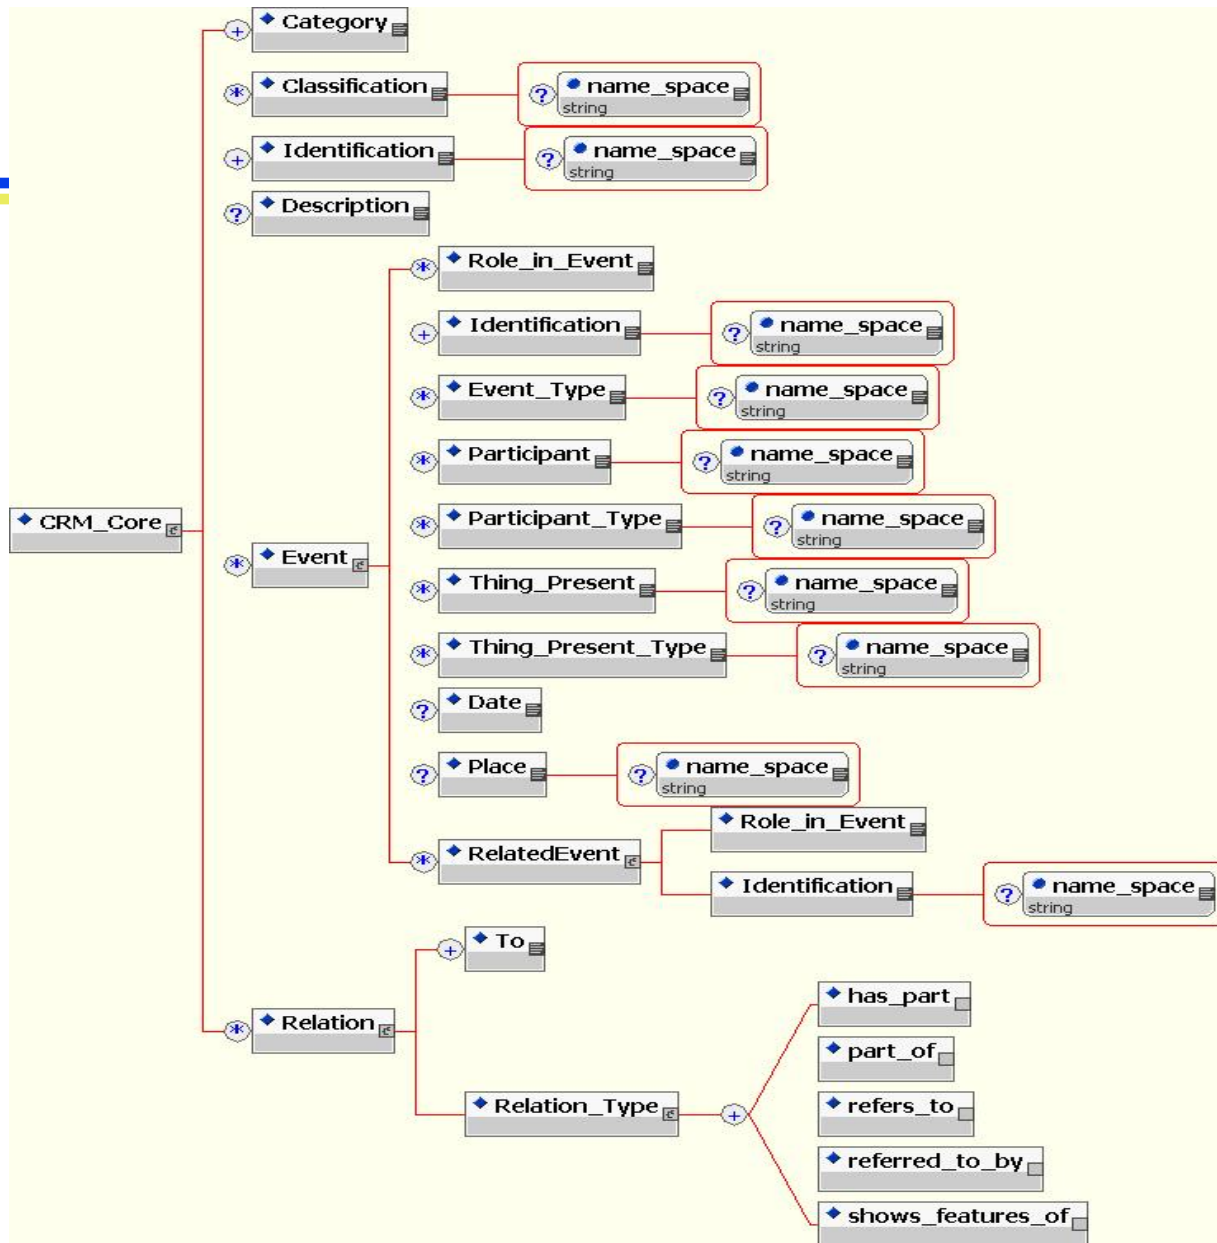 + Category
* Classification
? name_space
string
+ Identification
? name_space
string
? Description
* Role_in_Event
+ Identification
? name_space
string
* Event_Type
? name_space
string
* Participant
? name_space
string
CRM_Core
* Participant_Type
? name_space
string
* Event
* Thing_Present
? name_space
string
* Thing_Present_Type
? name_space
string
? Date
? Place
? name_space
string
* RelatedEvent
Role_in_Event
Identification
? name_space
string
+ To
* Relation
has_part
part_of
Relation_Type +
refers_to
referred_to_by
shows_features_of